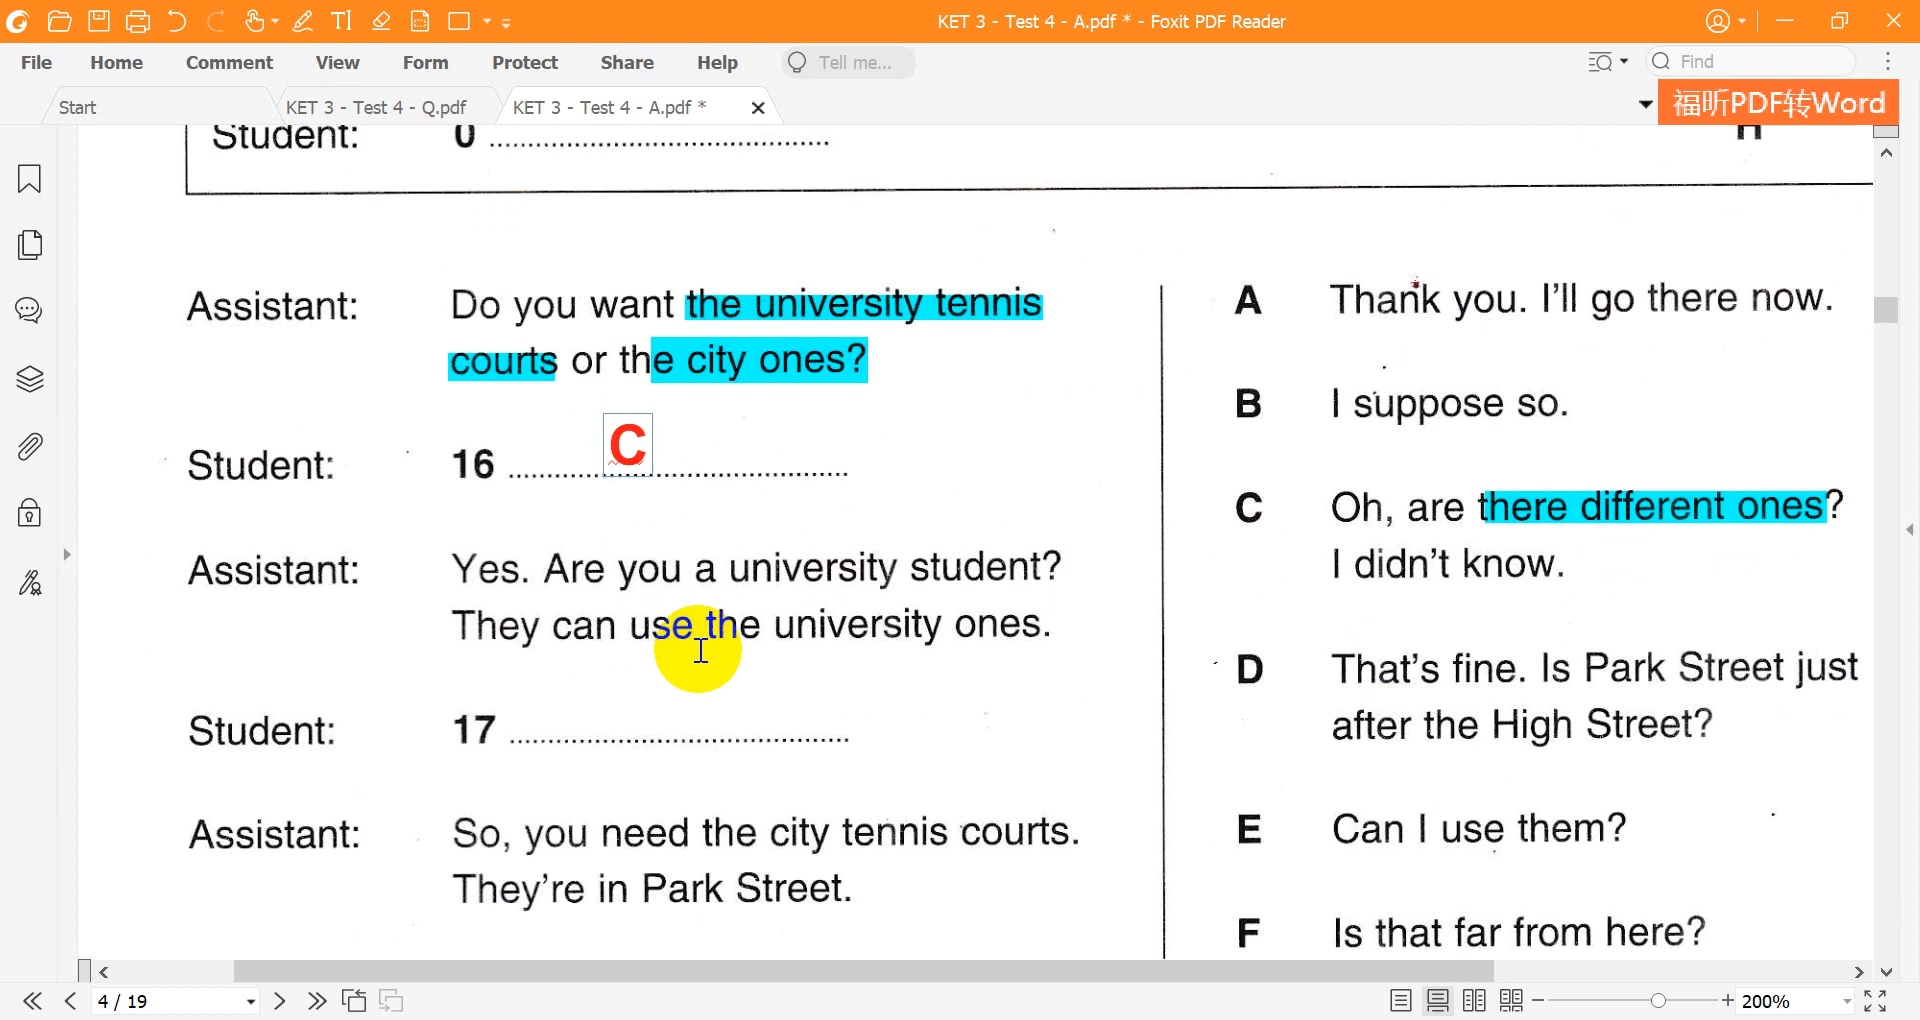 KET 3 - Test 4 - A.pdf * - Foxit PDF Reader
File Home Comment View Form Protect Share Help Tell me... Find
Start KET 3 - Test 4 - Q.pdf KET 3 - Test 4 - A.pdf * 福昕PDF转Word
Student: 0 ........................................ H
Assistant: Do you want the university tennis
courts or the city ones?
Student: 16 ........................................ C
Assistant: Yes. Are you a university student?
They can use the university ones.
Student: 17 ........................................
Assistant: So, you need the city tennis courts.
They're in Park Street.
A Thank you. I'll go there now.
B I suppose so.
C Oh, are there different ones?
I didn't know.
D That's fine. Is Park Street just
after the High Street?
E Can I use them?
F Is that far from here?
4 / 19 200%